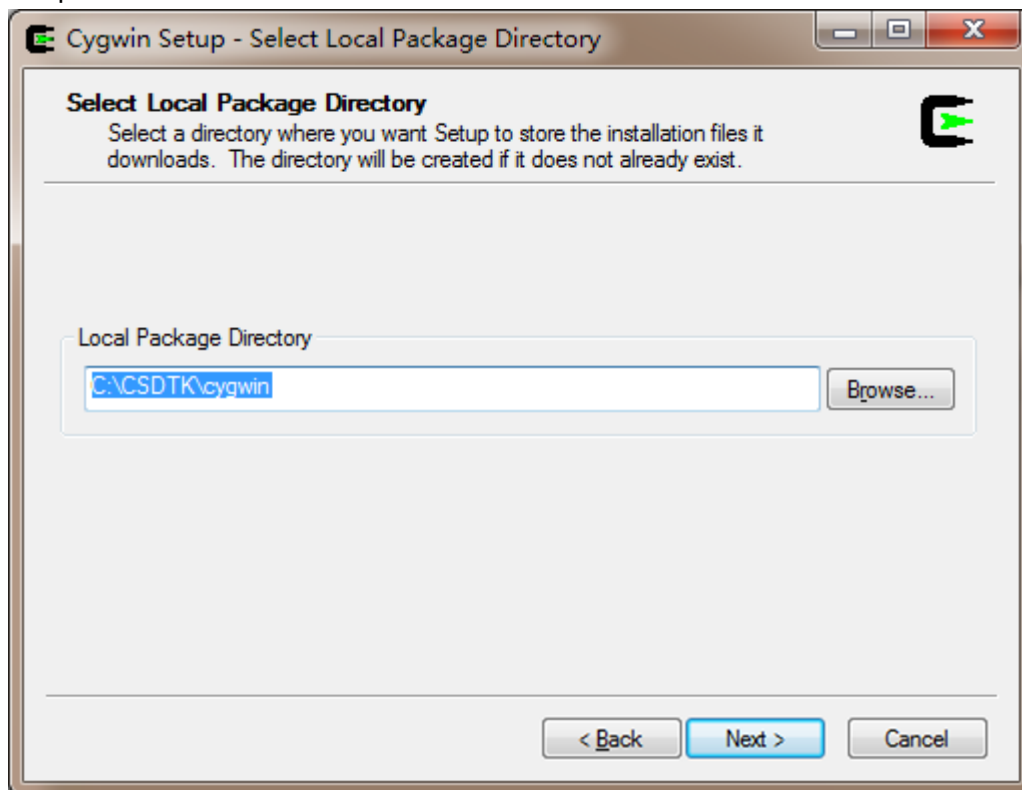 Cygwin Setup - Select Local Package Directory
Select Local Package Directory
Select a directory where you want Setup to store the installation files it
downloads. The directory will be created if it does not already exist.
Local Package Directory
C:\CSDTK\cygwin
Browse...
< Back
Next >
Cancel